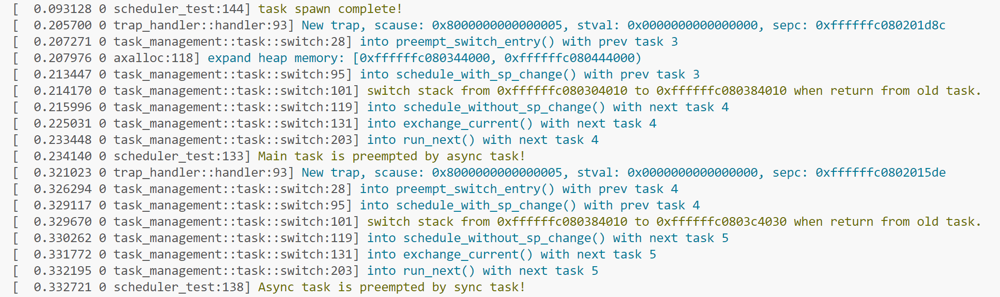 [  0.093128 0 scheduler_test:144] task spawn complete!
[  0.205700 0 trap_handler::handler:93] New trap, scause: 0x8000000000000005, stval: 0x0000000000000000, sepc: 0xffffffc080201d8c
[  0.207271 0 task_management::task::switch:28] into preempt_switch_entry() with prev task 3
[  0.207976 0 axalloc:118] expand heap memory: [0xffffffc080344000, 0xffffffc080444000)
[  0.213447 0 task_management::task::switch:95] into schedule_with_sp_change() with prev task 3
[  0.214170 0 task_management::task::switch:101] switch stack from 0xffffffc080304010 to 0xffffffc080384010 when return from old task.
[  0.215996 0 task_management::task::switch:119] into schedule_without_sp_change() with next task 4
[  0.225031 0 task_management::task::switch:131] into exchange_current() with next task 4
[  0.233448 0 task_management::task::switch:203] into run_next() with next task 4
[  0.234140 0 scheduler_test:133] Main task is preempted by async task!
[  0.321023 0 trap_handler::handler:93] New trap, scause: 0x8000000000000005, stval: 0x0000000000000000, sepc: 0xffffffc0802015de
[  0.326294 0 task_management::task::switch:28] into preempt_switch_entry() with prev task 4
[  0.329117 0 task_management::task::switch:95] into schedule_with_sp_change() with prev task 4
[  0.329670 0 task_management::task::switch:101] switch stack from 0xffffffc080384010 to 0xffffffc0803c4030 when return from old task.
[  0.330262 0 task_management::task::switch:119] into schedule_without_sp_change() with next task 5
[  0.331772 0 task_management::task::switch:131] into exchange_current() with next task 5
[  0.332195 0 task_management::task::switch:203] into run_next() with next task 5
[  0.332721 0 scheduler_test:138] Async task is preempted by sync task!